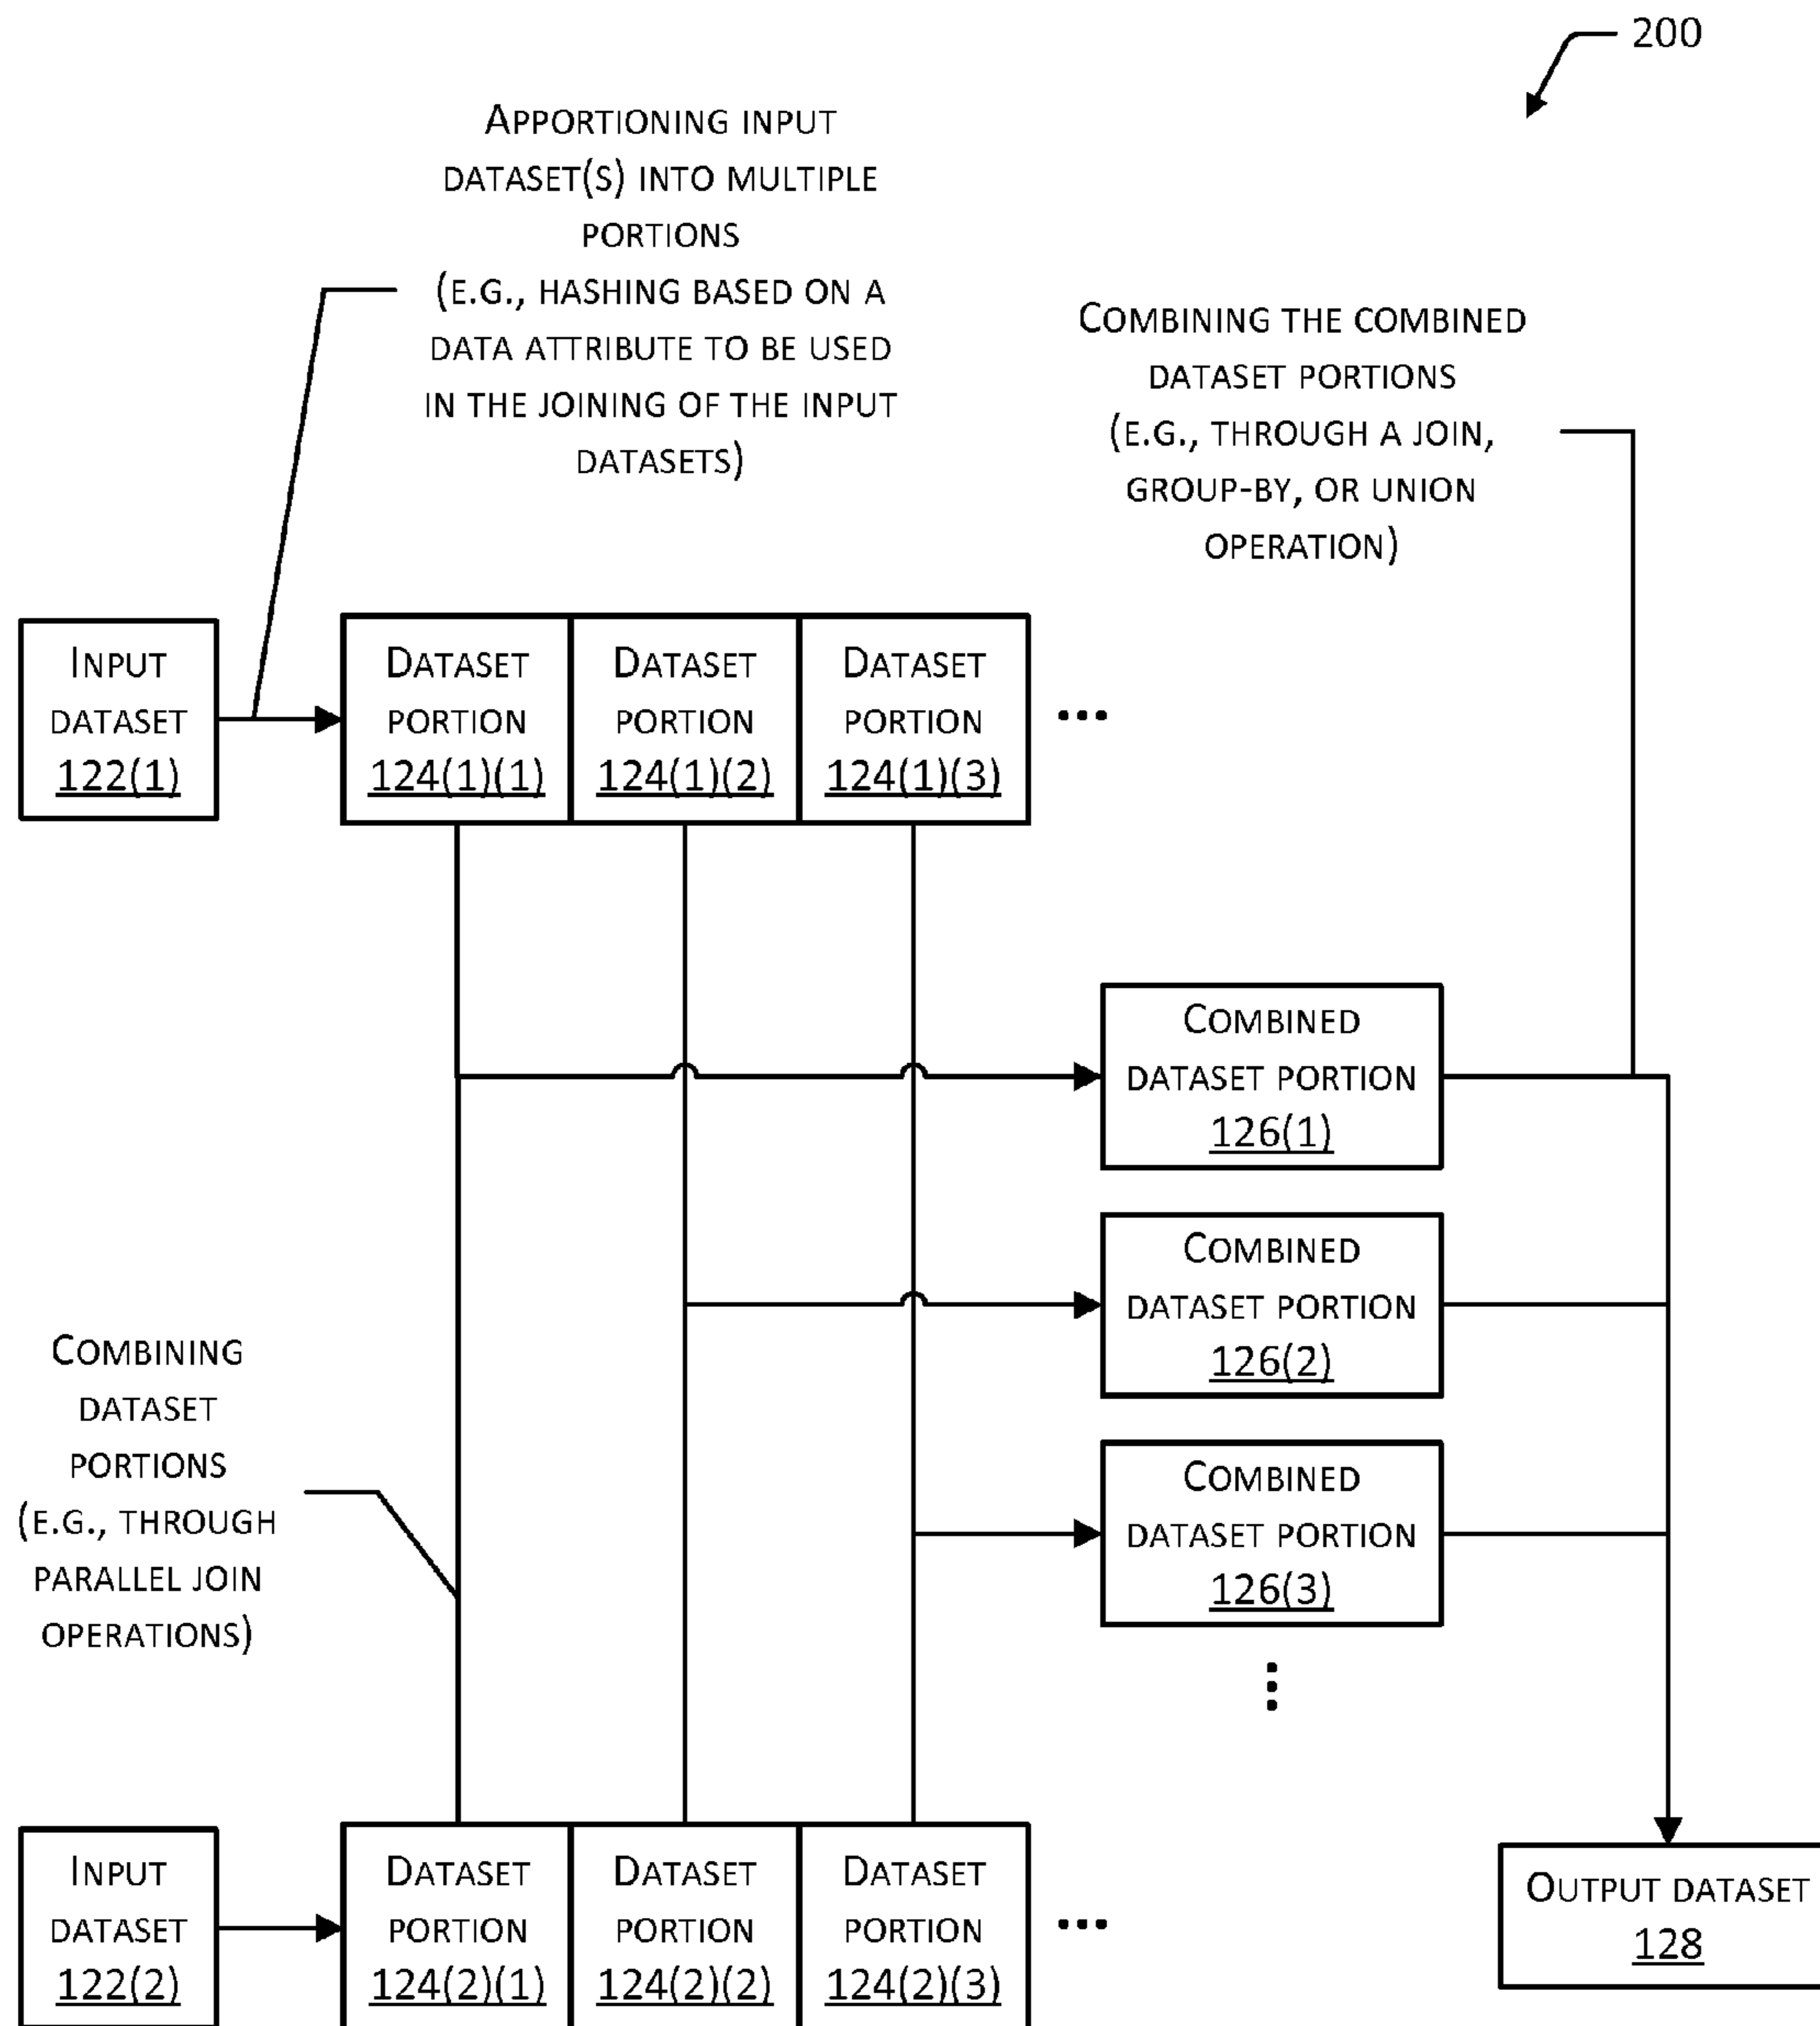 200
Apportioning input
dataset(s) into multiple
portions
(e.g., hashing based on a
data attribute to be used
in the joining of the input
datasets)
Combining the combined
dataset portions
(e.g., through a join,
group-by, or union
operation)
Input
dataset
122(1)
Dataset
portion
124(1)(1)
Dataset
portion
124(1)(2)
Dataset
portion
124(1)(3)
...
Combined
dataset portion
126(1)
Combined
dataset portion
126(2)
Combined
dataset portion
126(3)
...
Combining
dataset
portions
(e.g., through
parallel join
operations)
Input
dataset
122(2)
Dataset
portion
124(2)(1)
Dataset
portion
124(2)(2)
Dataset
portion
124(2)(3)
...
Output dataset
128